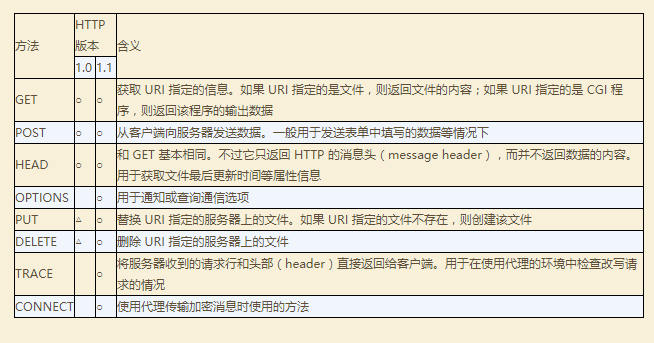 方法 HTTP 版本 含义
1.0 1.1
GET ○ ○ 获取 URI 指定的信息。如果 URI 指定的是文件，则返回文件的内容；如果 URI 指定的是 CGI 程
序，则返回该程序的输出数据
POST ○ ○ 从客户端向服务器发送数据。一般用于发送表单中填写的数据等情况下
HEAD ○ ○ 和 GET 基本相同。不过它只返回 HTTP 的消息头（message header），而并不返回数据的内容。
用于获取文件最后更新时间等属性信息
OPTIONS ○ 用于通知或查询通信选项
PUT △ ○ 替换 URI 指定的服务器上的文件。如果 URI 指定的文件不存在，则创建该文件
DELETE △ ○ 删除 URI 指定的服务器上的文件
TRACE ○ 将服务器收到的请求行和头部（header）直接返回给客户端。用于在使用代理的环境中检查改写请
求的情况
CONNECT ○ 使用代理传输加密消息时使用的方法